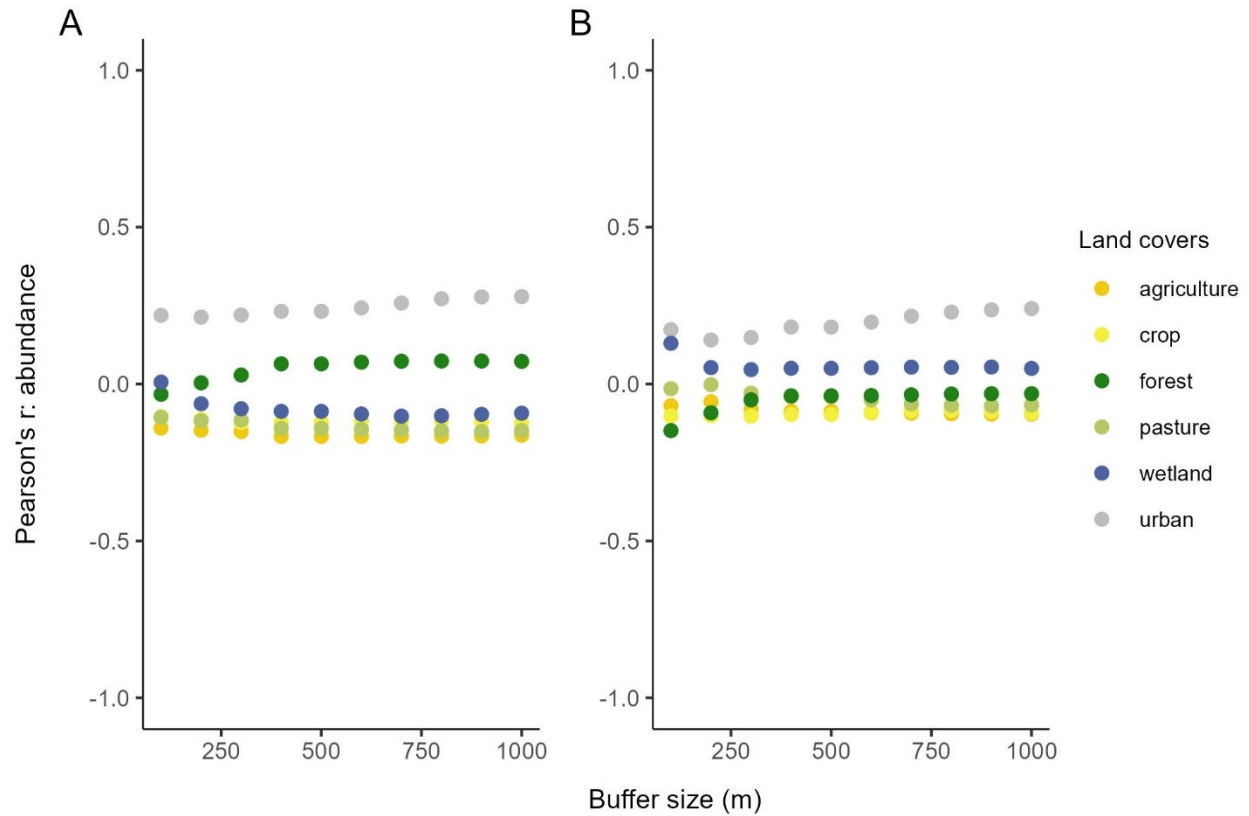 A
B
1.0
0.5
0.0
-0.5
-1.0
250
500
750
1000
1.0
0.5
0.0
-0.5
-1.0
250
500
750
1000
Pearson's r: abundance
Buffer size (m)
Land covers
agriculture
crop
forest
pasture
wetland
urban